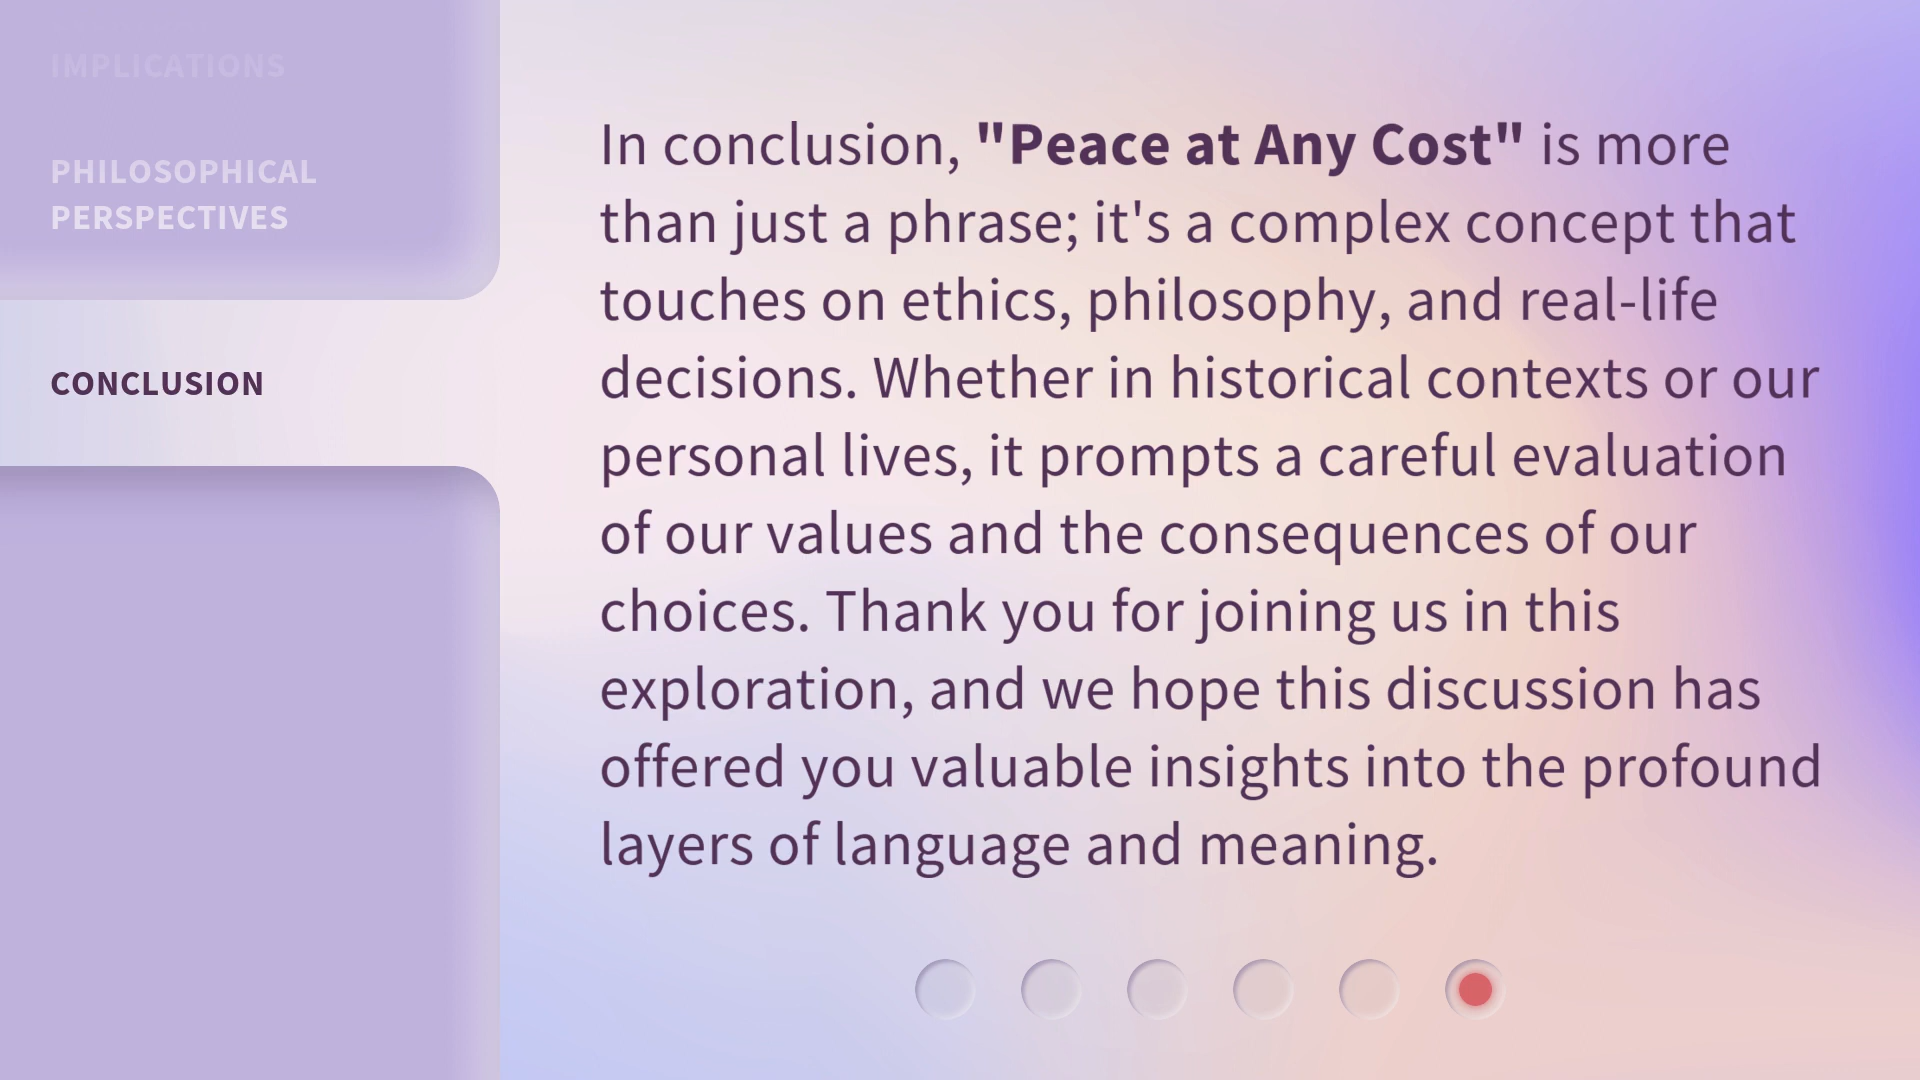 IMPLICATIONS
PHILOSOPHICAL
PERSPECTIVES
CONCLUSION
In conclusion, "Peace at Any Cost" is more
than just a phrase; it's a complex concept that
touches on ethics, philosophy, and real-life
decisions. Whether in historical contexts or our
personal lives, it prompts a careful evaluation
of our values and the consequences of our
choices. Thank you for joining us in this
exploration, and we hope this discussion has
offered you valuable insights into the profound
layers of language and meaning.